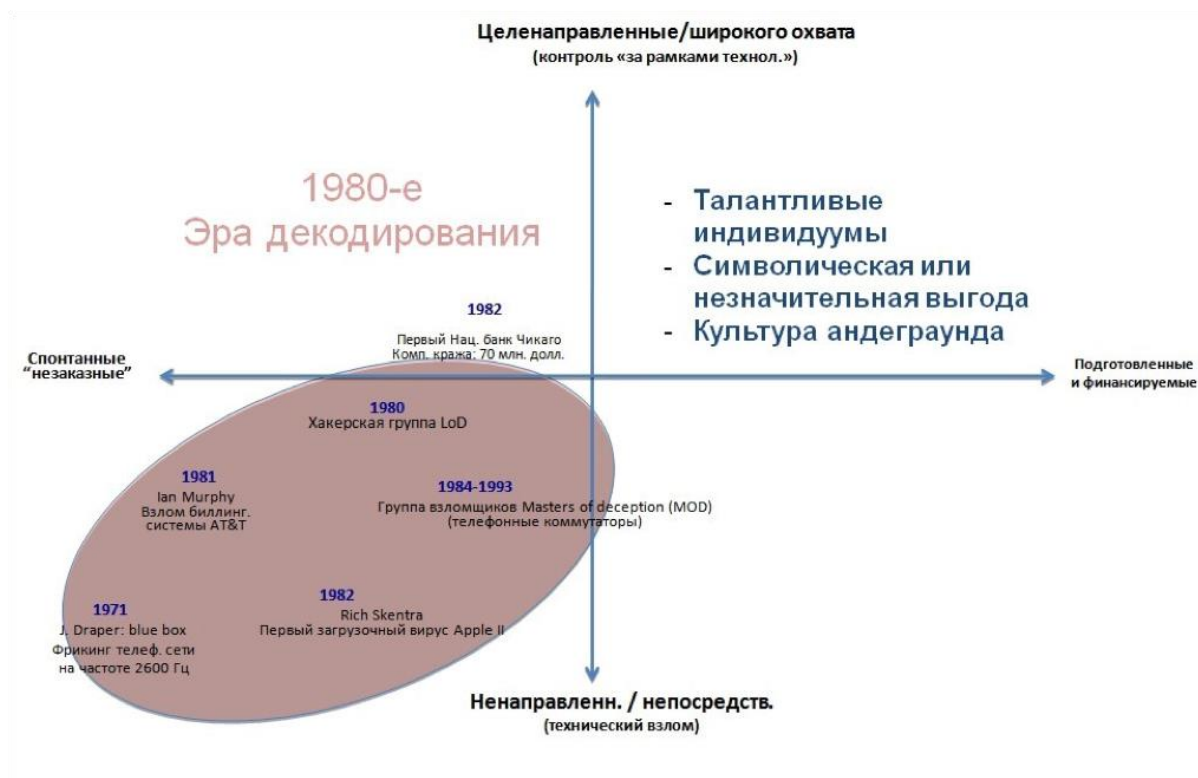 Целенаправленные/широкого охвата
(контроль «за рамками технол.»)
1980-е
Эра декодирования
- Талантливые
индивидуумы
- Символическая или
незначительная выгода
- Культура андеграунда
1982
Первый Нац. банк Чикаго
Комп. кража: 70 млн. долл.
Спонтанные
“незаказные”
Подготовленные
и финансируемые
1980
Хакерская группа LoD
1981
Ian Murphy
Взлом биллинг.
системы AT&T
1984-1993
Группа взломщиков Masters of deception (MOD)
(телефонные коммутаторы)
1971
J. Draper: blue box
Фрикинг телеф. сети
на частоте 2600 Гц
1982
Rich Skentra
Первый загрузочный вирус Apple II
Ненаправленн. / непосредств.
(технический взлом)